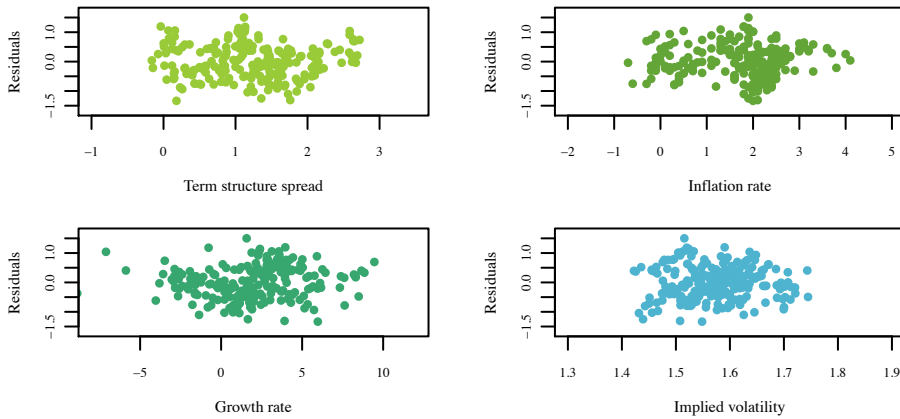 Residuals
1.0
0.0
−1.5
−1 0 1 2 3
Term structure spread
Residuals
1.0
0.0
−1.5
−2 −1 0 1 2 3 4 5
Inflation rate
Residuals
1.0
0.0
−1.5
−5 0 5 10
Growth rate
Residuals
1.0
0.0
−1.5
1.3 1.4 1.5 1.6 1.7 1.8 1.9
Implied volatility